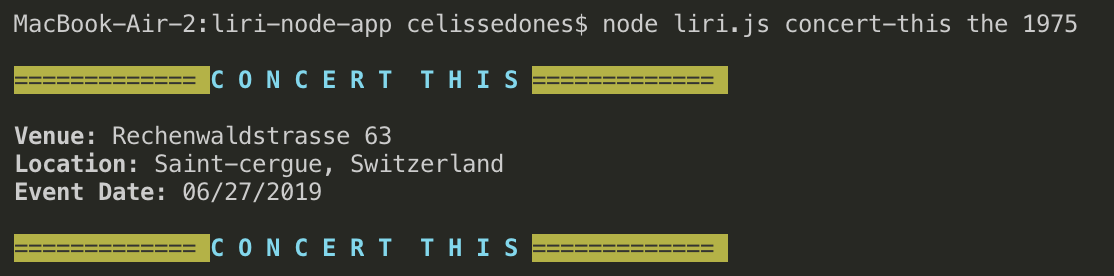 MacBook-Air-2:liri-node-app celissedones$ node liri.js concert-this the 1975
============= C O N C E R T  T H I S =============
Venue: Rechenwaldstrasse 63
Location: Saint-cergue, Switzerland
Event Date: 06/27/2019
============= C O N C E R T  T H I S =============